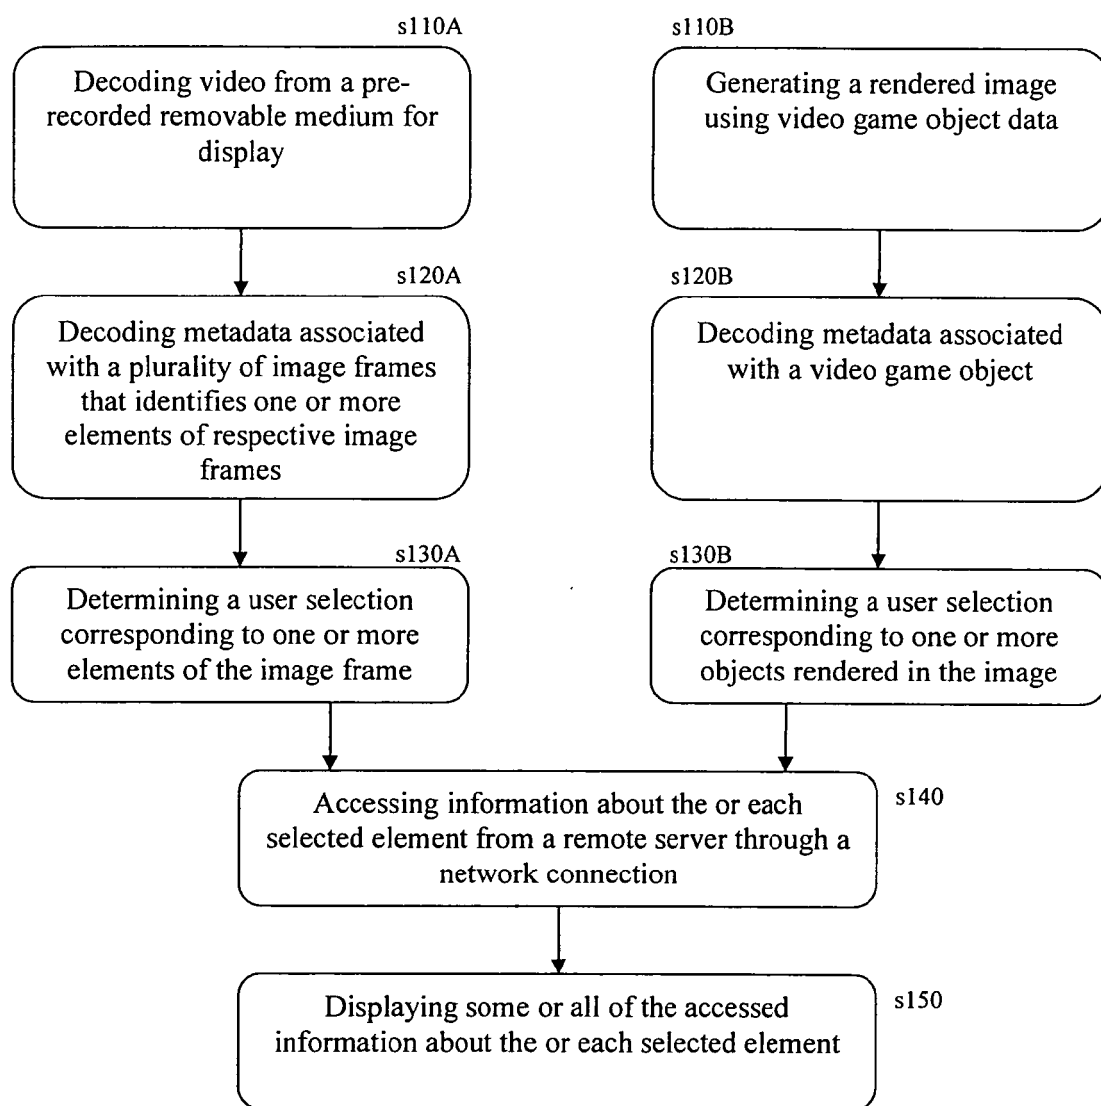 s110A
Decoding video from a pre-
recorded removable medium for
display
s110B
Generating a rendered image
using video game object data
s120A
Decoding metadata associated
with a plurality of image frames
that identifies one or more
elements of respective image
frames
s120B
Decoding metadata associated
with a video game object
s130A
Determining a user selection
corresponding to one or more
elements of the image frame
s130B
Determining a user selection
corresponding to one or more
objects rendered in the image
s140
Accessing information about the or each
selected element from a remote server through a
network connection
s150
Displaying some or all of the accessed
information about the or each selected element